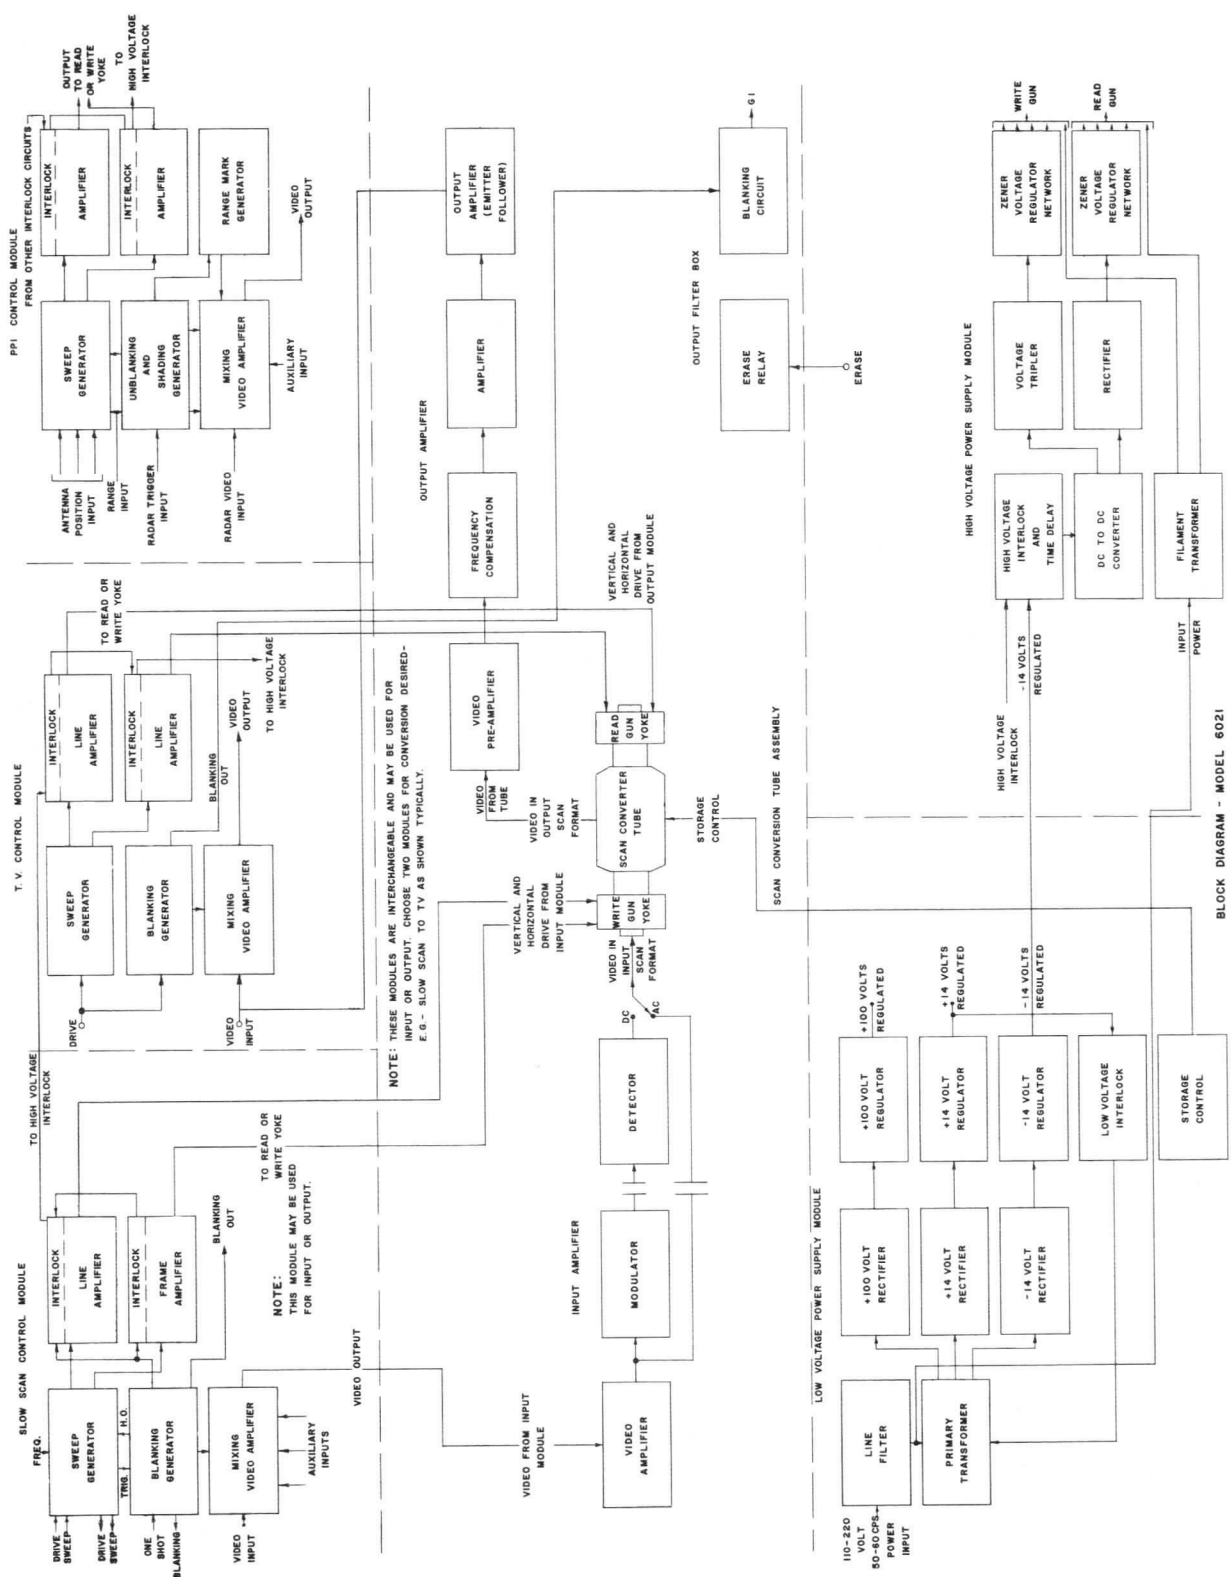 SLOW SCAN CONTROL MODULE
FREQ.
DRIVE
SWEEP
DRIVE
SWEEP
ONE
SHOT
BLANKING
VIDEO
INPUT
SWEEP
GENERATOR
TRIG.
H.O.
BLANKING
GENERATOR
MIXING
VIDEO AMPLIFIER
AUXILIARY
INPUTS
INTERLOCK
LINE
AMPLIFIER
INTERLOCK
FRAME
AMPLIFIER
TO HIGH VOLTAGE
INTERLOCK
TO READ OR
WRITE YOKE
BLANKING
OUT
NOTE:
THIS MODULE MAY BE USED
FOR INPUT OR OUTPUT.
VIDEO OUTPUT
T.V. CONTROL MODULE
DRIVE
VIDEO
INPUT
SWEEP
GENERATOR
BLANKING
GENERATOR
MIXING
VIDEO AMPLIFIER
INTERLOCK
LINE
AMPLIFIER
INTERLOCK
LINE
AMPLIFIER
TO READ OR
WRITE YOKE
BLANKING
OUT
VIDEO
OUTPUT
TO HIGH VOLTAGE
INTERLOCK
NOTE: THESE MODULES ARE INTERCHANGEABLE AND MAY BE USED FOR
INPUT OR OUTPUT. CHOOSE TWO MODULES FOR CONVERSION DESIRED-
E.G.- SLOW SCAN TO TV AS SHOWN TYPICALLY.
PPI CONTROL MODULE
FROM OTHER INTERLOCK CIRCUITS
ANTENNA
POSITION
INPUT
RANGE
INPUT
RADAR TRIGGER
INPUT
RADAR VIDEO
INPUT
SWEEP
GENERATOR
UNBLANKING
AND
SHADING
GENERATOR
MIXING
VIDEO AMPLIFIER
AUXILIARY
INPUT
INTERLOCK
AMPLIFIER
INTERLOCK
AMPLIFIER
RANGE MARK
GENERATOR
OUTPUT
TO READ
OR WRITE
YOKE
TO
HIGH VOLTAGE
INTERLOCK
VIDEO
OUTPUT
INPUT AMPLIFIER
VIDEO FROM INPUT
MODULE
VIDEO
AMPLIFIER
MODULATOR
DETECTOR
DC
AC
VIDEO IN
INPUT
SCAN
FORMAT
VERTICAL AND
HORIZONTAL
DRIVE FROM
INPUT MODULE
WRITE
GUN
YOKE
SCAN CONVERTER
TUBE
READ
GUN
YOKE
VIDEO IN
OUTPUT
SCAN
FORMAT
VIDEO
FROM
TUBE
STORAGE
CONTROL
SCAN CONVERSION TUBE ASSEMBLY
VERTICAL AND
HORIZONTAL
DRIVE FROM
OUTPUT MODULE
OUTPUT AMPLIFIER
VIDEO
PRE-AMPLIFIER
FREQUENCY
COMPENSATION
AMPLIFIER
OUTPUT
AMPLIFIER
(EMITTER
FOLLOWER)
OUTPUT FILTER BOX
ERASE
RELAY
ERASE
BLANKING
CIRCUIT
G1
LOW VOLTAGE POWER SUPPLY MODULE
110-220
VOLT
50-60 CPS
POWER
INPUT
LINE
FILTER
PRIMARY
TRANSFORMER
+100 VOLT
RECTIFIER
+14 VOLT
RECTIFIER
-14 VOLT
RECTIFIER
+100 VOLT
REGULATOR
+14 VOLT
REGULATOR
-14 VOLT
REGULATOR
LOW VOLTAGE
INTERLOCK
STORAGE
CONTROL
+100 VOLTS
REGULATED
+14 VOLTS
REGULATED
-14 VOLTS
REGULATED
HIGH VOLTAGE POWER SUPPLY MODULE
HIGH VOLTAGE
INTERLOCK
-14 VOLTS
REGULATED
INPUT
POWER
HIGH VOLTAGE
INTERLOCK
AND
TIME DELAY
DC TO DC
CONVERTER
FILAMENT
TRANSFORMER
VOLTAGE
TRIPLER
RECTIFIER
ZENER
VOLTAGE
REGULATOR
NETWORK
ZENER
VOLTAGE
REGULATOR
NETWORK
WRITE
GUN
READ
GUN
BLOCK DIAGRAM - MODEL 6021